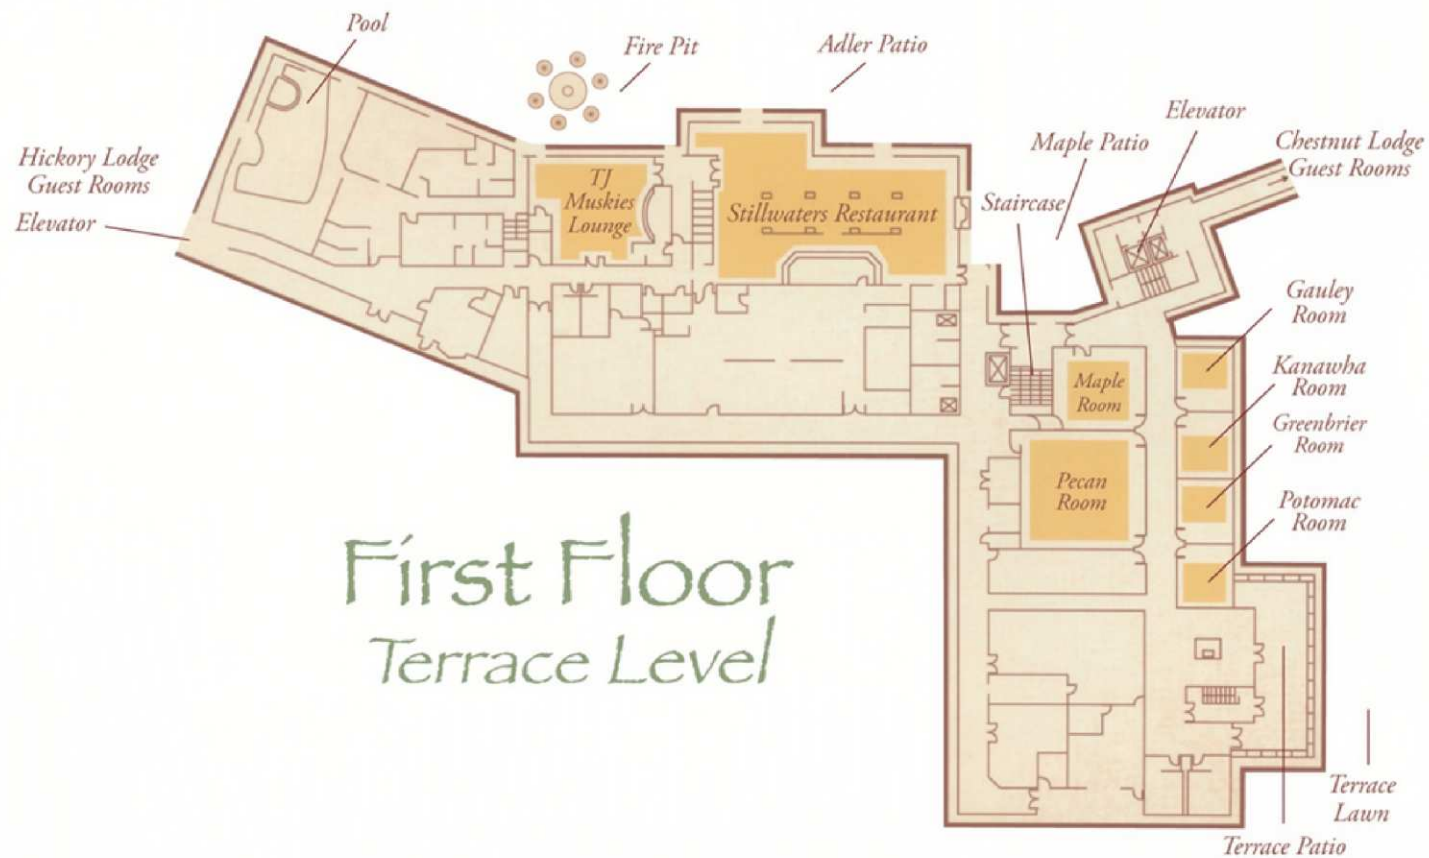 Pool
Fire Pit
Adler Patio
Elevator
Maple Patio
Chestnut Lodge
Guest Rooms
Hickory Lodge
Guest Rooms
Elevator
TJ
Muskies
Lounge
Stillwaters Restaurant
Staircase
Gauley
Room
Kanawha
Room
Maple
Room
Greenbrier
Room
Pecan
Room
Potomac
Room
First Floor
Terrace Level
Terrace
Lawn
Terrace Patio